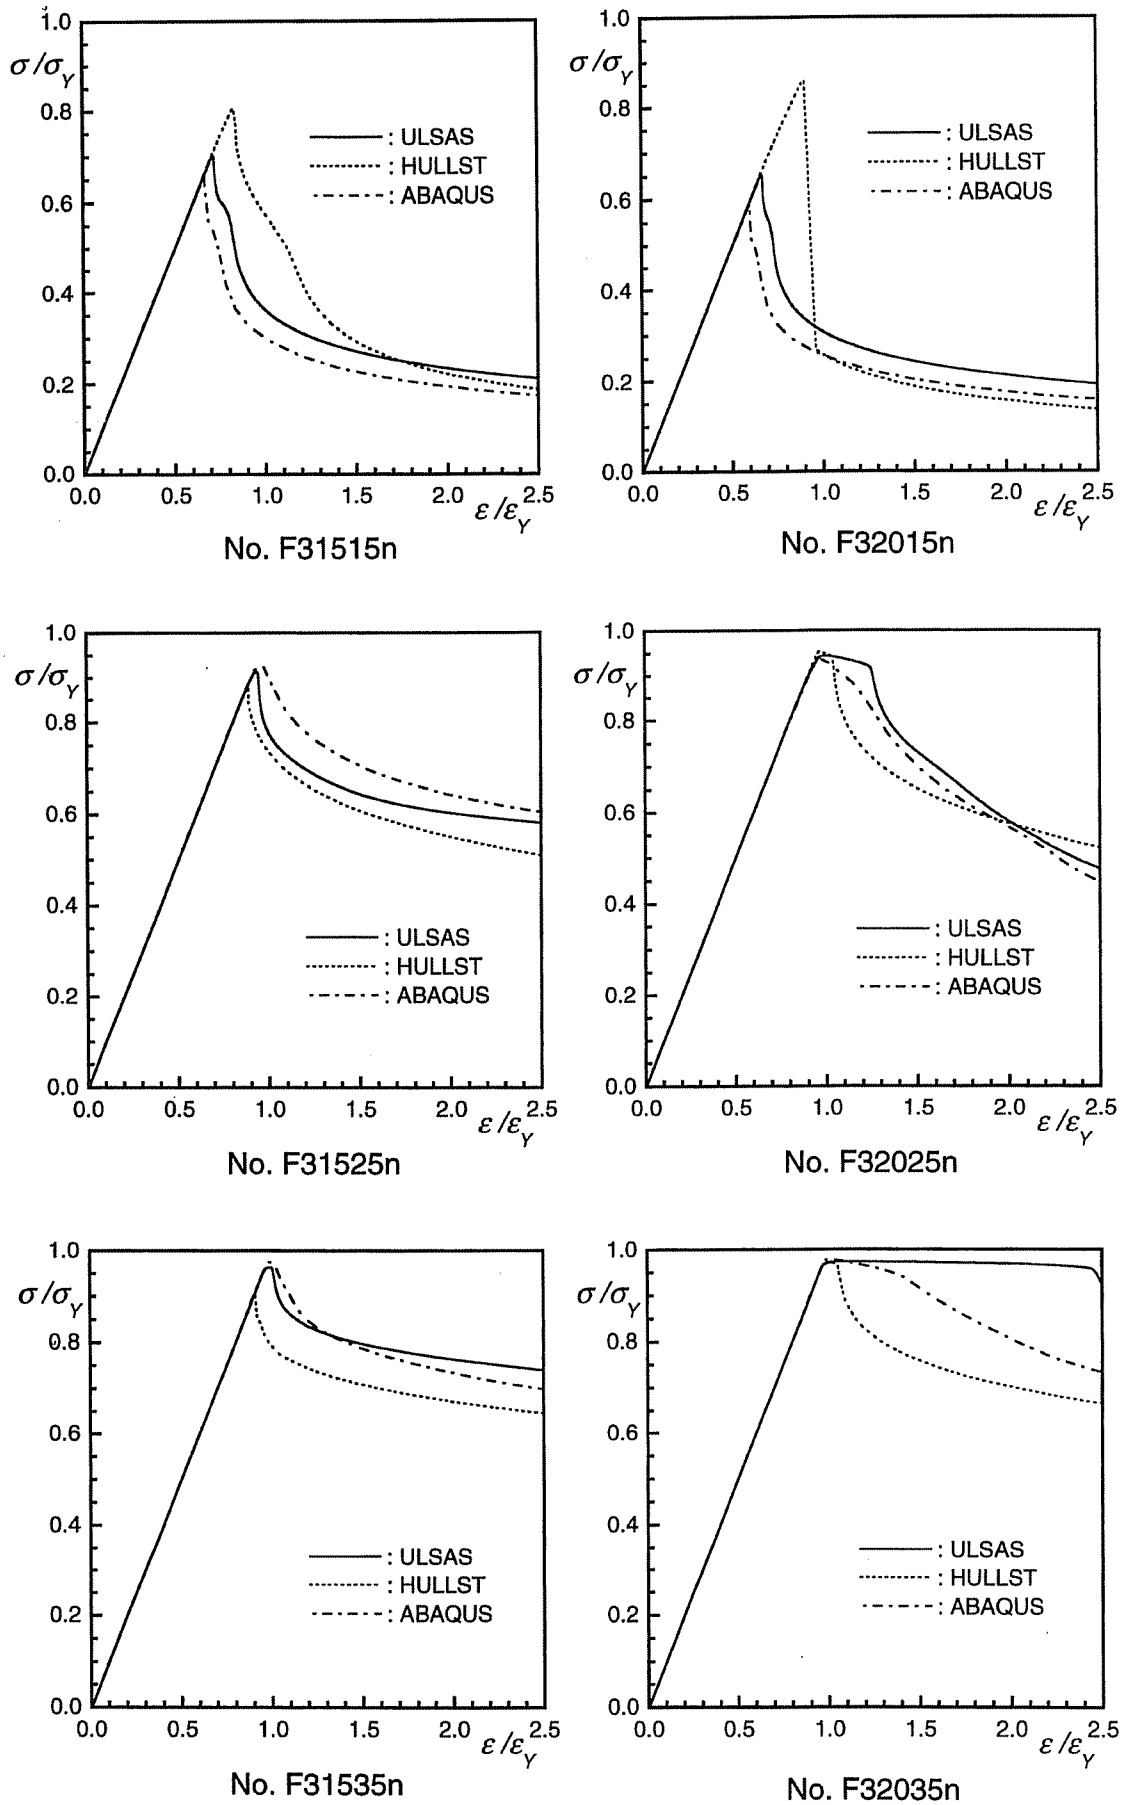 1.0
σ/σY
0.8
0.6
0.4
0.2
0.0
: ULSAS
: HULLST
: ABAQUS
0.0 0.5 1.0 1.5 2.0 2.5
ε/εY
No. F31515n
1.0
σ/σY
0.8
0.6
0.4
0.2
0.0
: ULSAS
: HULLST
: ABAQUS
0.0 0.5 1.0 1.5 2.0 2.5
ε/εY
No. F32015n
1.0
σ/σY
0.8
0.6
0.4
0.2
0.0
: ULSAS
: HULLST
: ABAQUS
0.0 0.5 1.0 1.5 2.0 2.5
ε/εY
No. F31525n
1.0
σ/σY
0.8
0.6
0.4
0.2
0.0
: ULSAS
: HULLST
: ABAQUS
0.0 0.5 1.0 1.5 2.0 2.5
ε/εY
No. F32025n
1.0
σ/σY
0.8
0.6
0.4
0.2
0.0
: ULSAS
: HULLST
: ABAQUS
0.0 0.5 1.0 1.5 2.0 2.5
ε/εY
No. F31535n
1.0
σ/σY
0.8
0.6
0.4
0.2
0.0
: ULSAS
: HULLST
: ABAQUS
0.0 0.5 1.0 1.5 2.0 2.5
ε/εY
No. F32035n